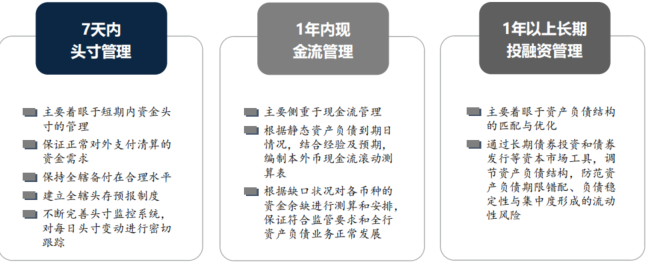 7天内
头寸管理
主要着眼于短期内资金头
寸的管理
保证正常对外支付清算的
资金需求
保持全辖备付在合理水平
建立全辖头存预报制度
不断完善头寸监控系统，
对每日头寸变动进行密切
跟踪
1年内现
金流管理
主要侧重于现金流管理
根据静态资产负债到期日
情况，结合经验及预期，
编制本外币现金流滚动测
算表
根据缺口状况对各币种的
资金余缺进行测算和安排，
保证符合监管要求和全行
资产负债业务正常发展
1年以上长期
投融资管理
主要着眼于资产负债结构
的匹配与优化
通过长期债券投资和债券
发行等资本市场工具，调
节资产负债结构，防范资
产负债期限错配、负债稳
定性与集中度形成的流动
性风险